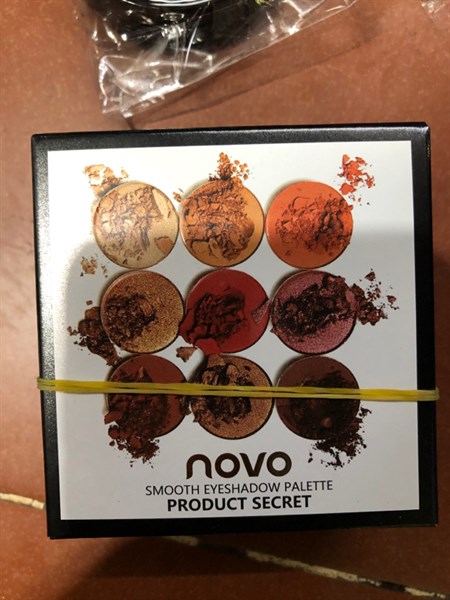 novo
SMOOTH EYESHADOW PALETTE
PRODUCT SECRET